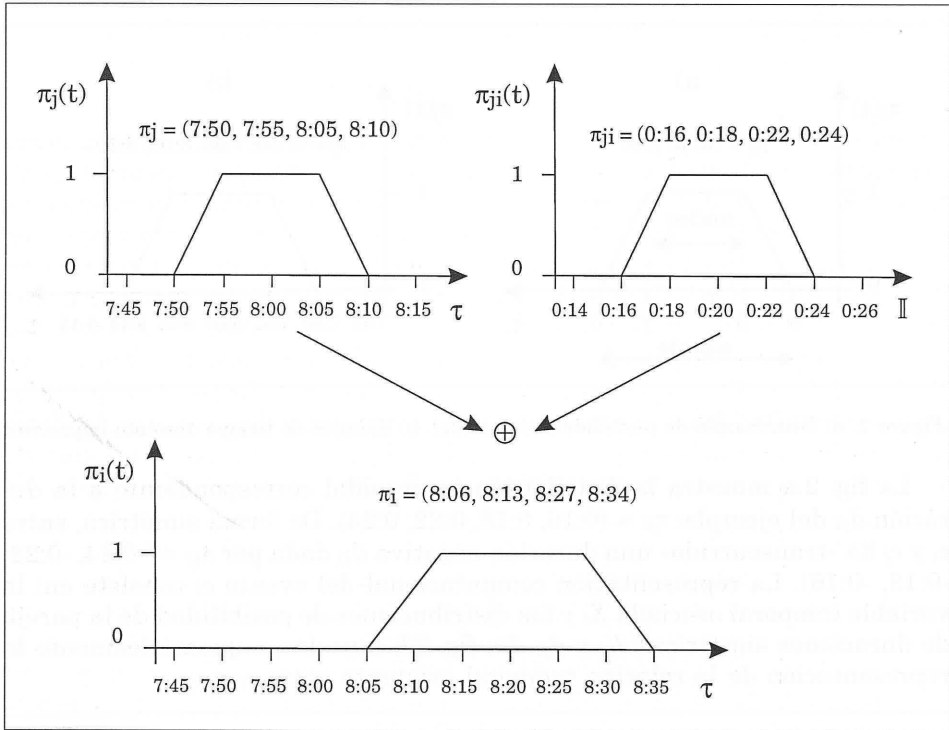 πj(t)
πj = (7:50, 7:55, 8:05, 8:10)
1
0
7:45 7:50 7:55 8:00 8:05 8:10 8:15 τ
πji(t)
πji = (0:16, 0:18, 0:22, 0:24)
1
0
0:14 0:16 0:18 0:20 0:22 0:24 0:26 𝕀
⊕
πi(t)
πi = (8:06, 8:13, 8:27, 8:34)
1
0
7:45 7:50 7:55 8:00 8:05 8:10 8:15 8:20 8:25 8:30 8:35 τ